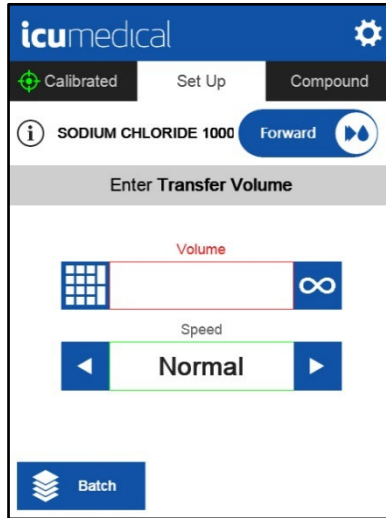 icumedical
Calibrated Set Up Compound
i SODIUM CHLORIDE 1000 Forward
Enter Transfer Volume
Volume
∞
Speed
Normal
Batch